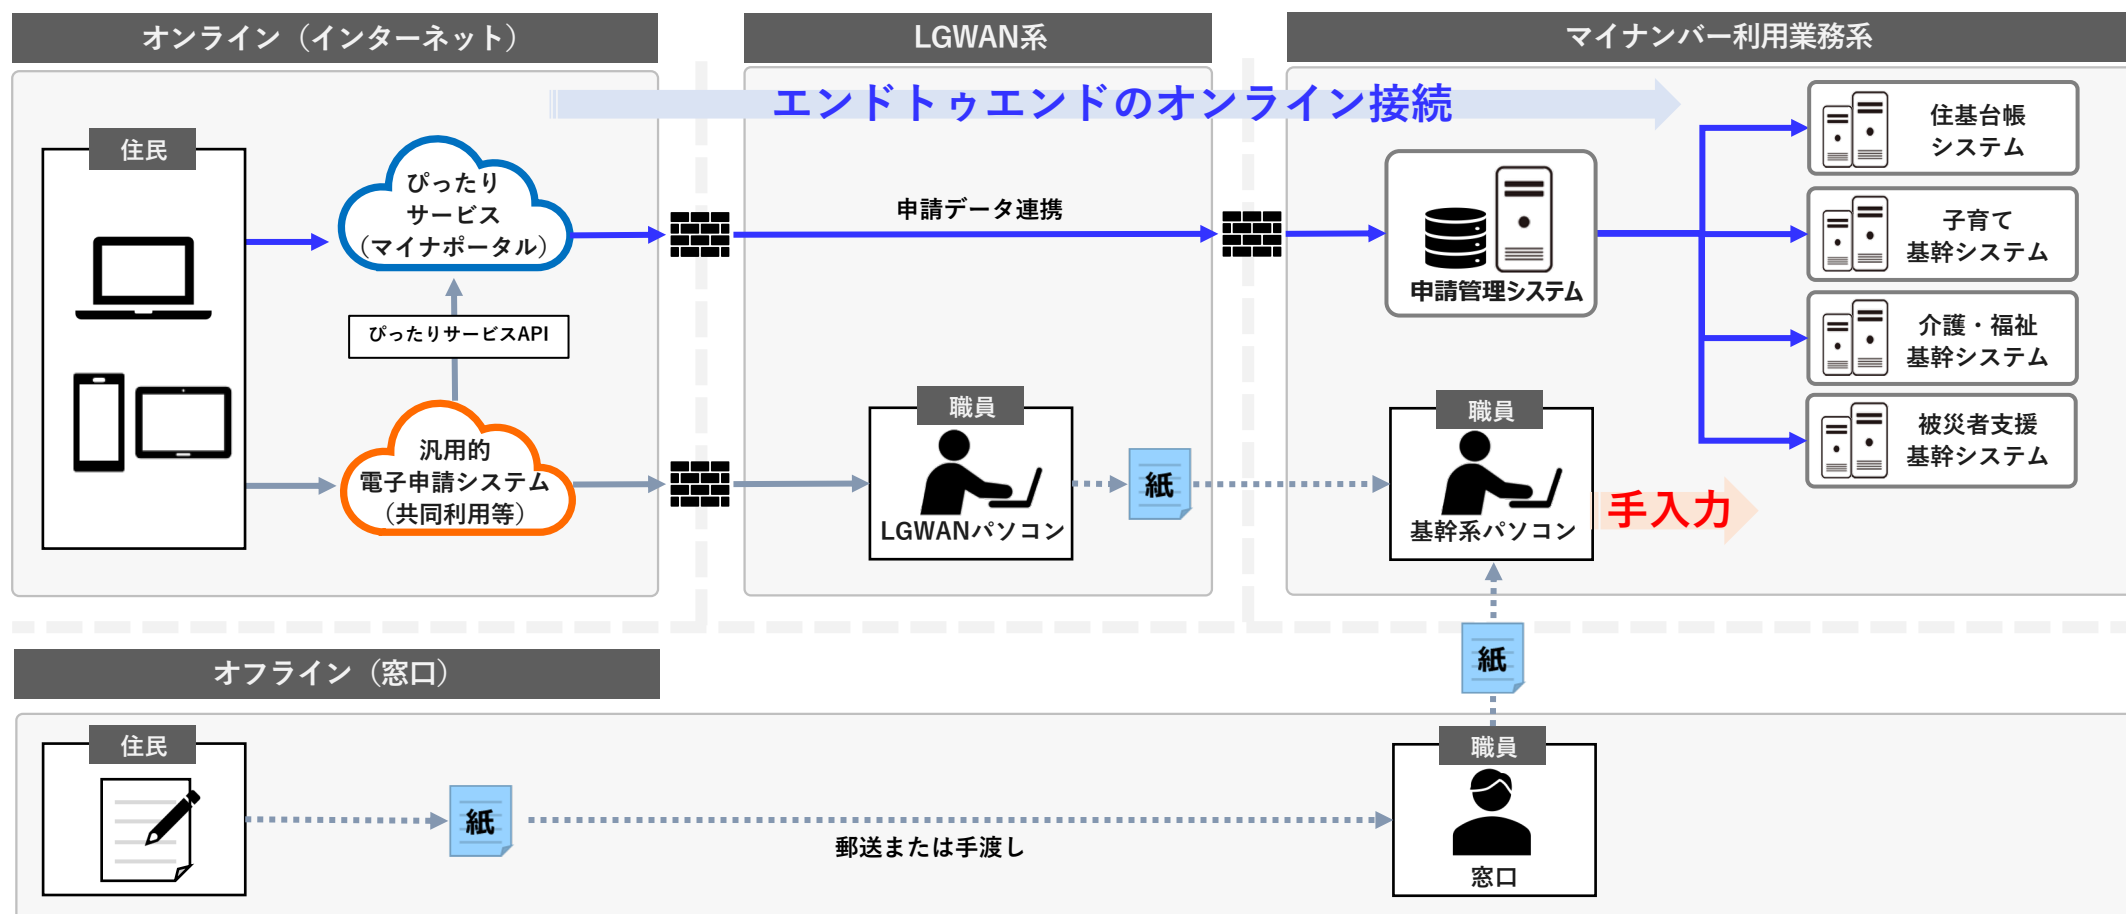 オンライン（インターネット）
LGWAN系
マイナンバー利用業務系
エンドトゥエンドのオンライン接続
住民
ぴったり
サービス
（マイナポータル）
ぴったりサービスAPI
汎用的
電子申請システム
（共同利用等）
申請データ連携
職員
LGWANパソコン
紙
申請管理システム
職員
基幹系パソコン
手入力
住基台帳
システム
子育て
基幹システム
介護・福祉
基幹システム
被災者支援
基幹システム
紙
オフライン（窓口）
住民
紙
郵送または手渡し
職員
窓口